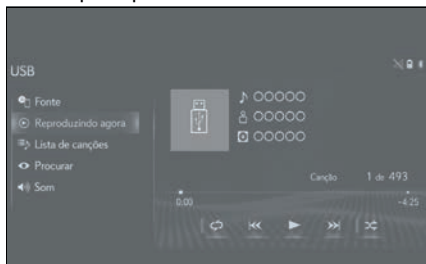 USB
Fonte
Reproduzindo agora
Lista de canções
Procurar
Som
OOOOO
OOOOO
OOOOO
Canção 1 de 493
0.00
-4.25